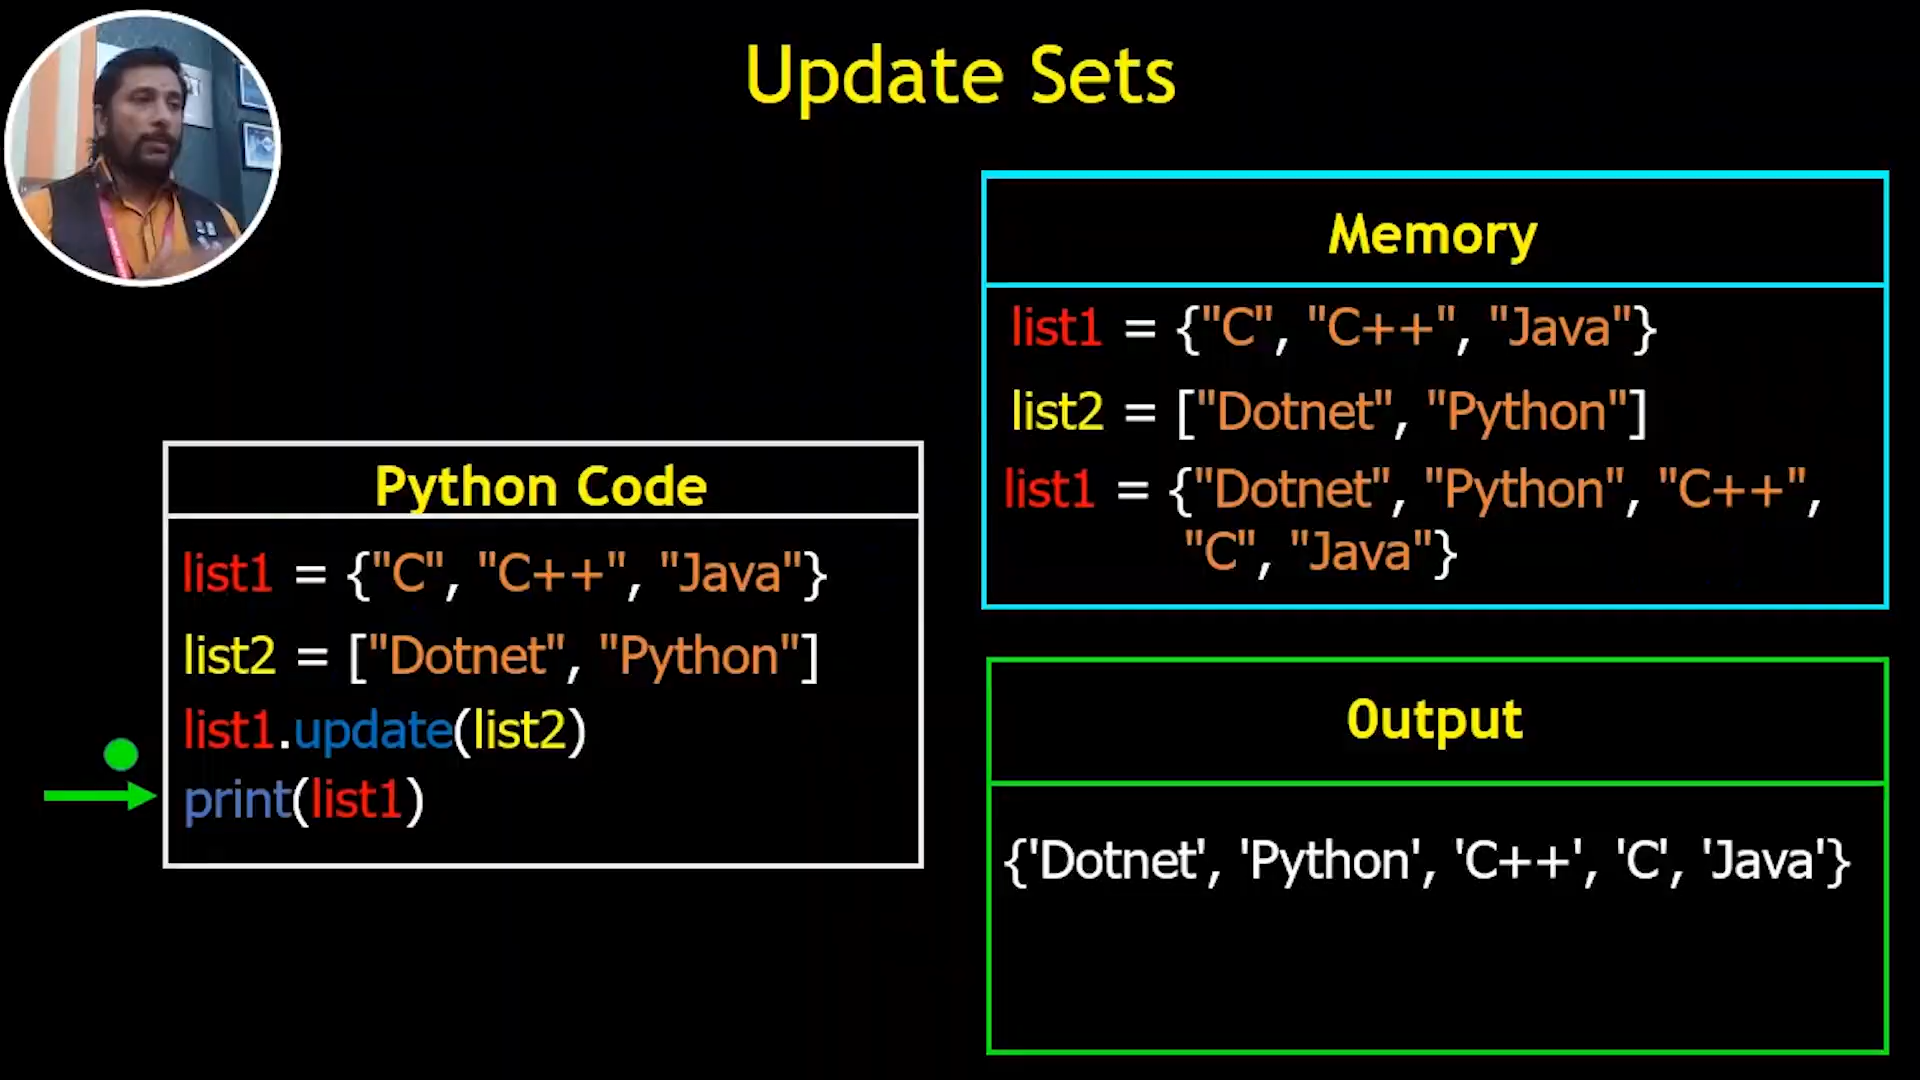 Update Sets
Memory
list1 = {"C", "C++", "Java"}
list2 = ["Dotnet", "Python"]
list1 = {"Dotnet", "Python", "C++",
"C", "Java"}
Python Code
list1 = {"C", "C++", "Java"}
list2 = ["Dotnet", "Python"]
list1.update(list2)
print(list1)
Output
{'Dotnet', 'Python', 'C++', 'C', 'Java'}